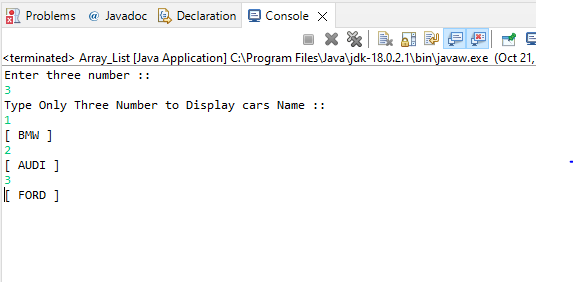 Problems @ Javadoc Declaration Console
<terminated> Array_List [Java Application] C:\Program Files\Java\jdk-18.0.2.1\bin\javaw.exe (Oct 21,
Enter three number ::
3
Type Only Three Number to Display cars Name ::
1
[ BMW ]
2
[ AUDI ]
3
[ FORD ]